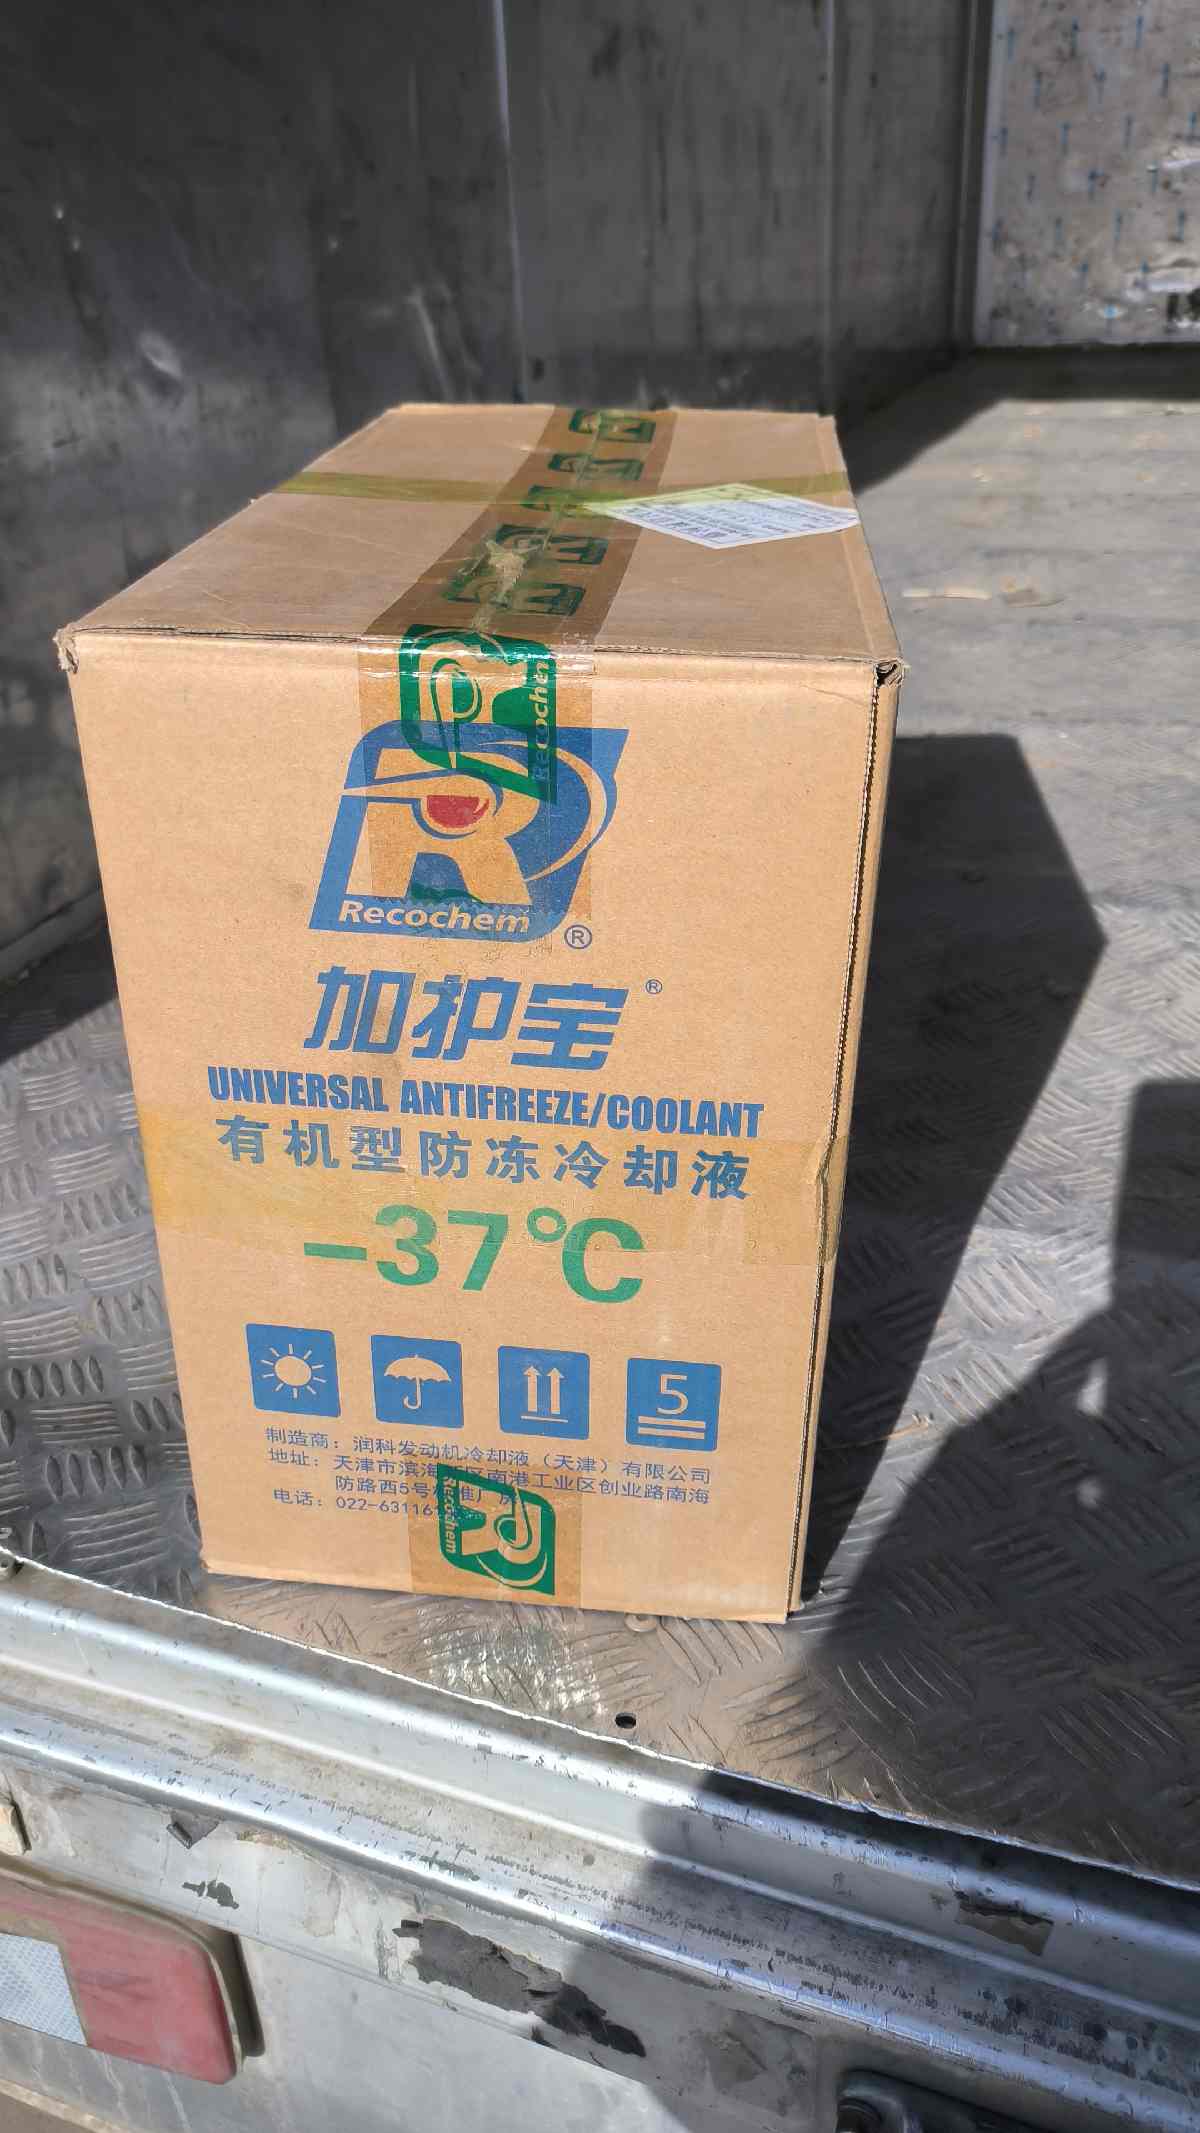 Recochem
Recochem
®
加护宝®
UNIVERSAL ANTIFREEZE/COOLANT
有机型防冻冷却液
-37℃
5
制造商：润科发动机冷却液（天津）有限公司
地址：天津市滨海 区南港工业区创业路南海
防路西5号 准厂房
电话：022-63116
Recochem